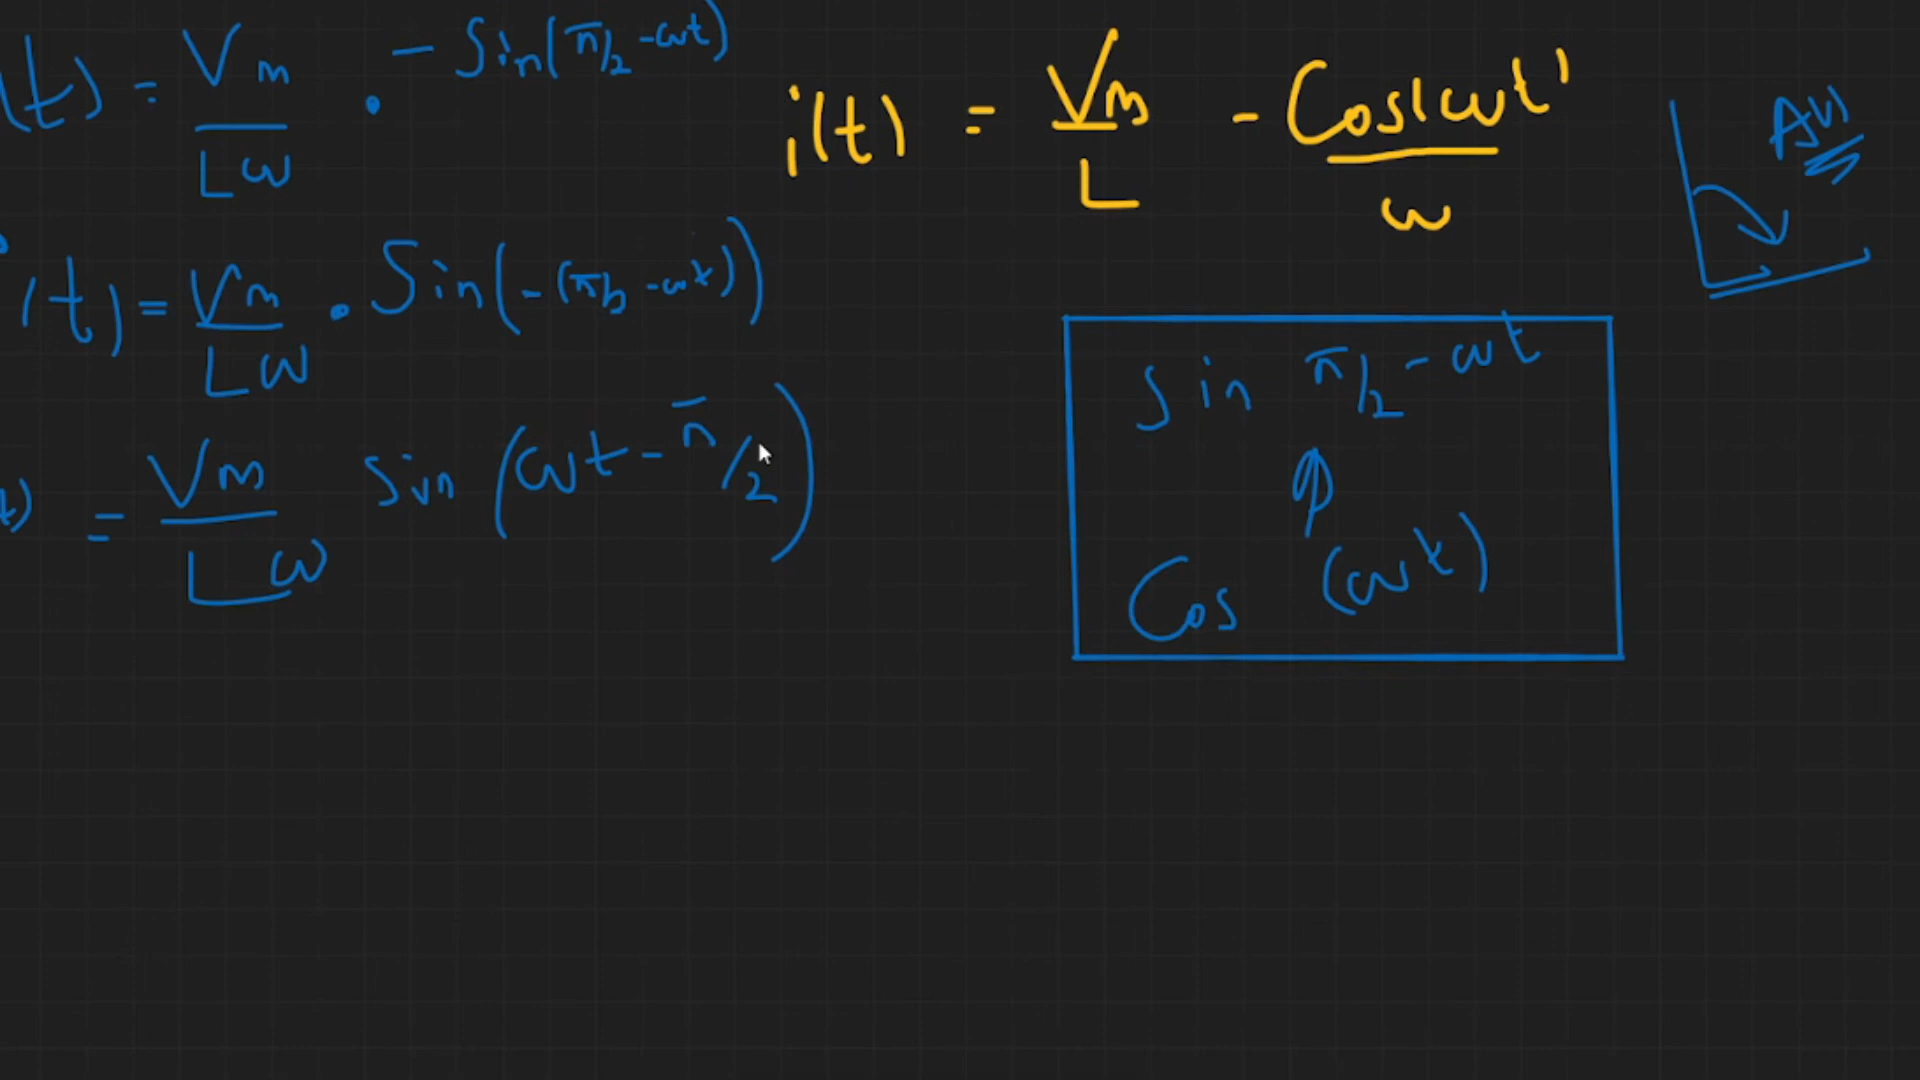 (t) = Vm / Lω · - Sin(π/2 - ωt)
i(t) = Vm / L - Cos(ωt) / ω
(t) = Vm / Lω · Sin(-(π/2 - ωt))
t) = Vm / Lω Sin (ωt - π/2)
Sin π/2 - ωt
Cos (ωt)